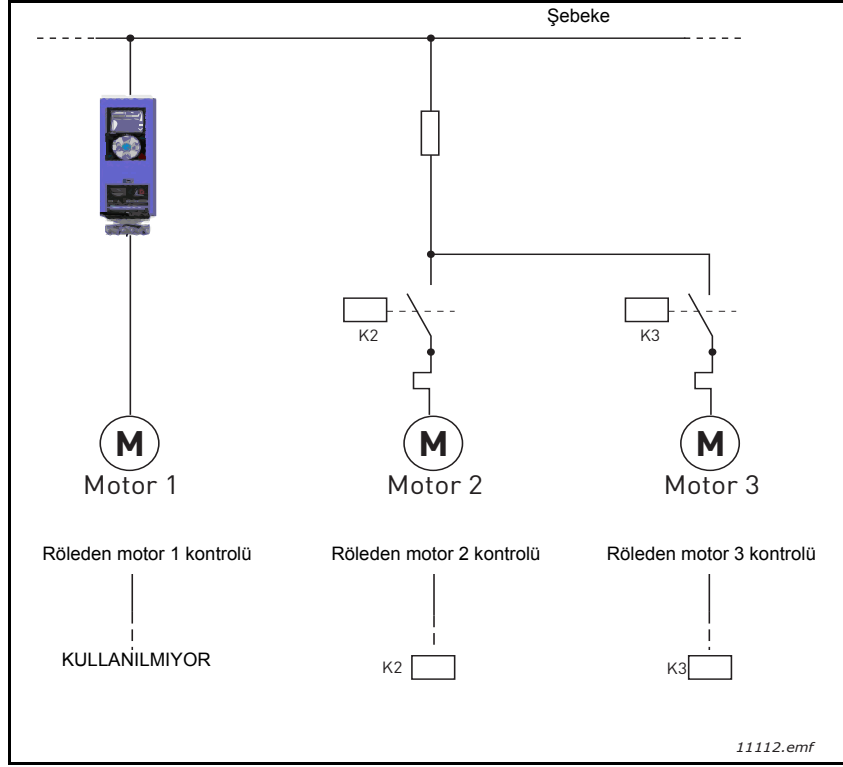 Şebeke
K2
K3
M
M
M
Motor 1
Motor 2
Motor 3
Röleden motor 1 kontrolü
Röleden motor 2 kontrolü
Röleden motor 3 kontrolü
KULLANILMIYOR
K2
K3
11112.emf